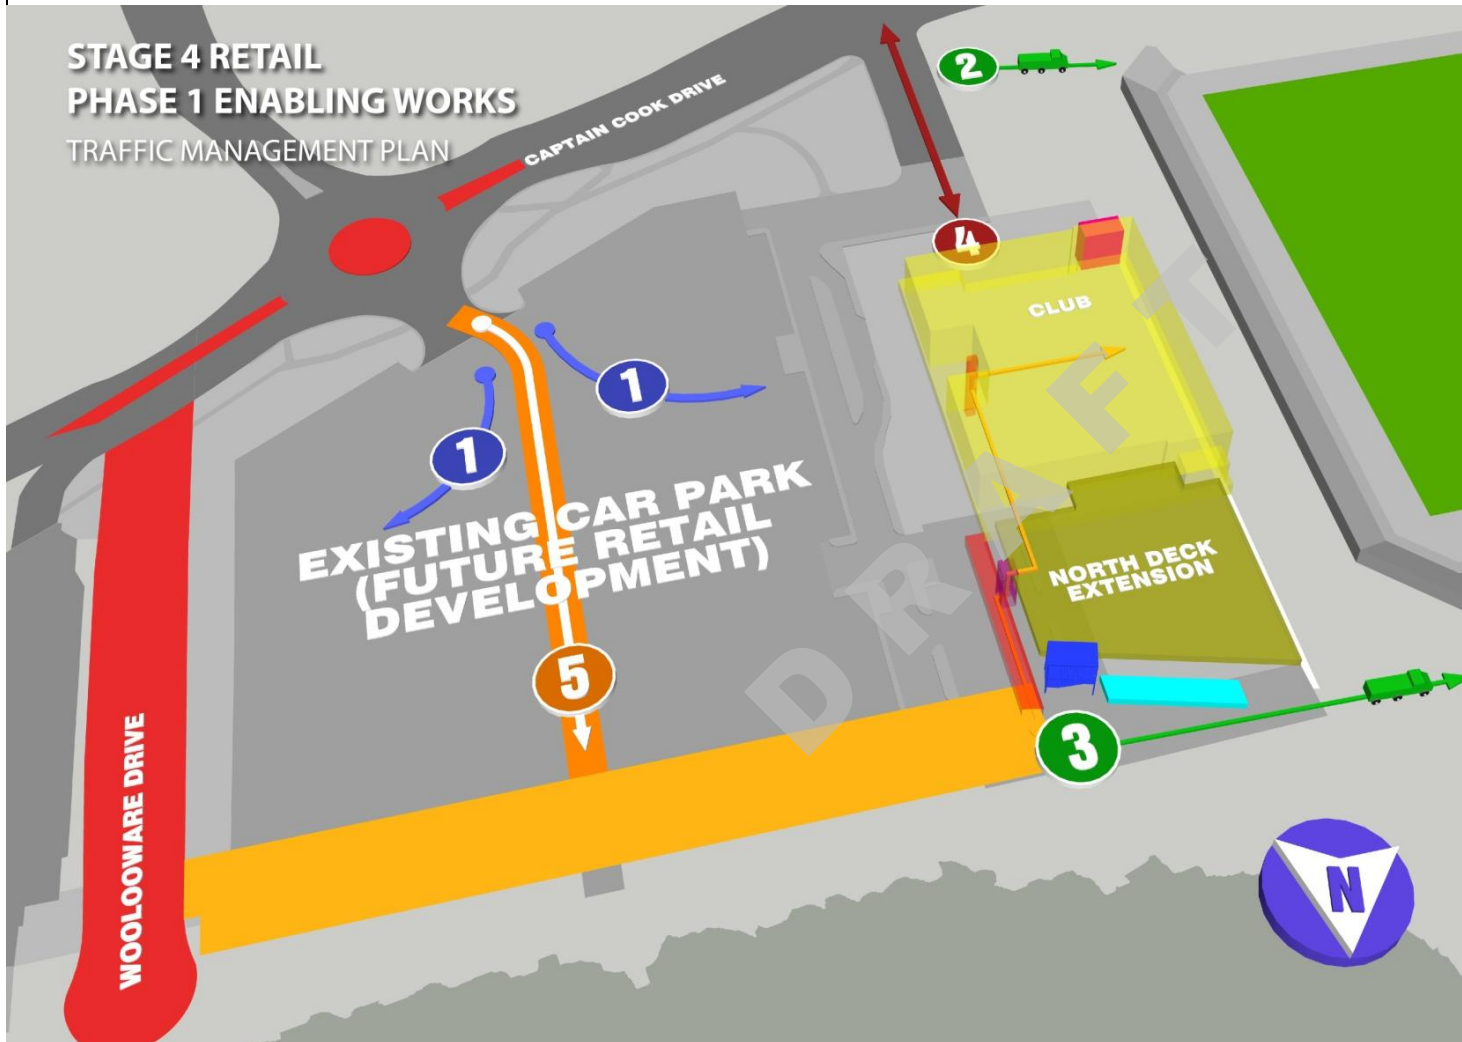 STAGE 4 RETAIL
PHASE 1 ENABLING WORKS
TRAFFIC MANAGEMENT PLAN
CAPTAIN COOK DRIVE
2
4
CLUB
1
1
EXISTING CAR PARK
(FUTURE RETAIL
DEVELOPMENT)
NORTH DECK
EXTENSION
5
3
WOOLOOWARE DRIVE
N
DRAFT